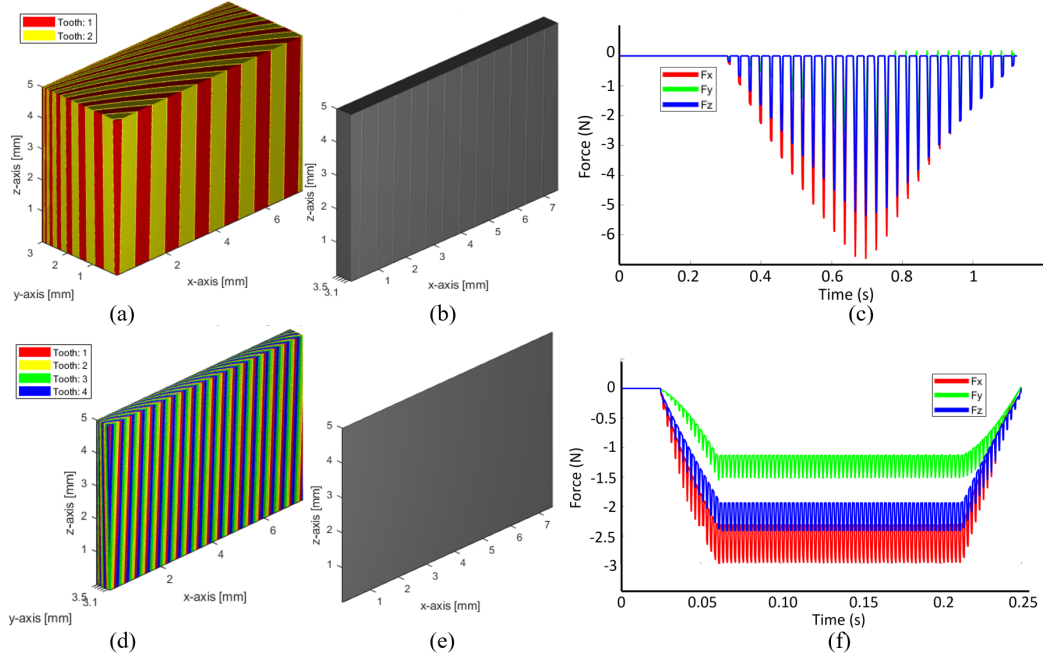 Tooth: 1
Tooth: 2
z-axis [mm]
5
4
3
2
1
3
2
1
y-axis [mm]
2
4
6
x-axis [mm]
(a)
z-axis [mm]
5
4
3
2
1
3.5
3.1
1
2
3
4
5
6
7
x-axis [mm]
(b)
Fx
Fy
Fz
Force (N)
0
-1
-2
-3
-4
-5
-6
0
0.2
0.4
0.6
0.8
1
Time (s)
(c)
Tooth: 1
Tooth: 2
Tooth: 3
Tooth: 4
z-axis [mm]
5
4
3
2
1
3.5
3.1
y-axis [mm]
2
4
6
x-axis [mm]
(d)
z-axis [mm]
5
4
3
2
1
1
2
3
4
5
6
7
x-axis [mm]
(e)
Fx
Fy
Fz
Force (N)
0
-0.5
-1
-1.5
-2
-2.5
-3
0
0.05
0.1
0.15
0.2
0.25
Time (s)
(f)